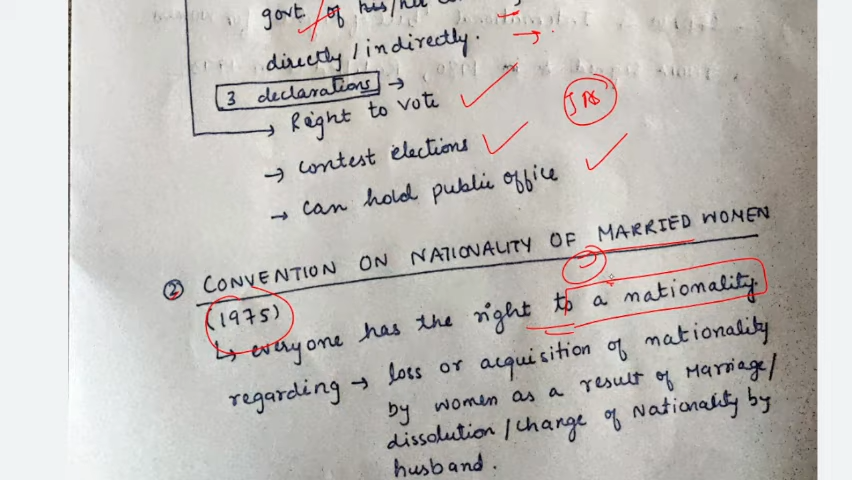 govt. of his/her
directly / indirectly.
3 declarations →
→ Right to vote
→ contest elections
→ can hold public office
② CONVENTION ON NATIONALITY OF MARRIED WOMEN
(1975)
↳ everyone has the right to a nationality.
regarding → loss or acquisition of nationality
by women as a result of Marriage/
dissolution/change of Nationality by
husband.